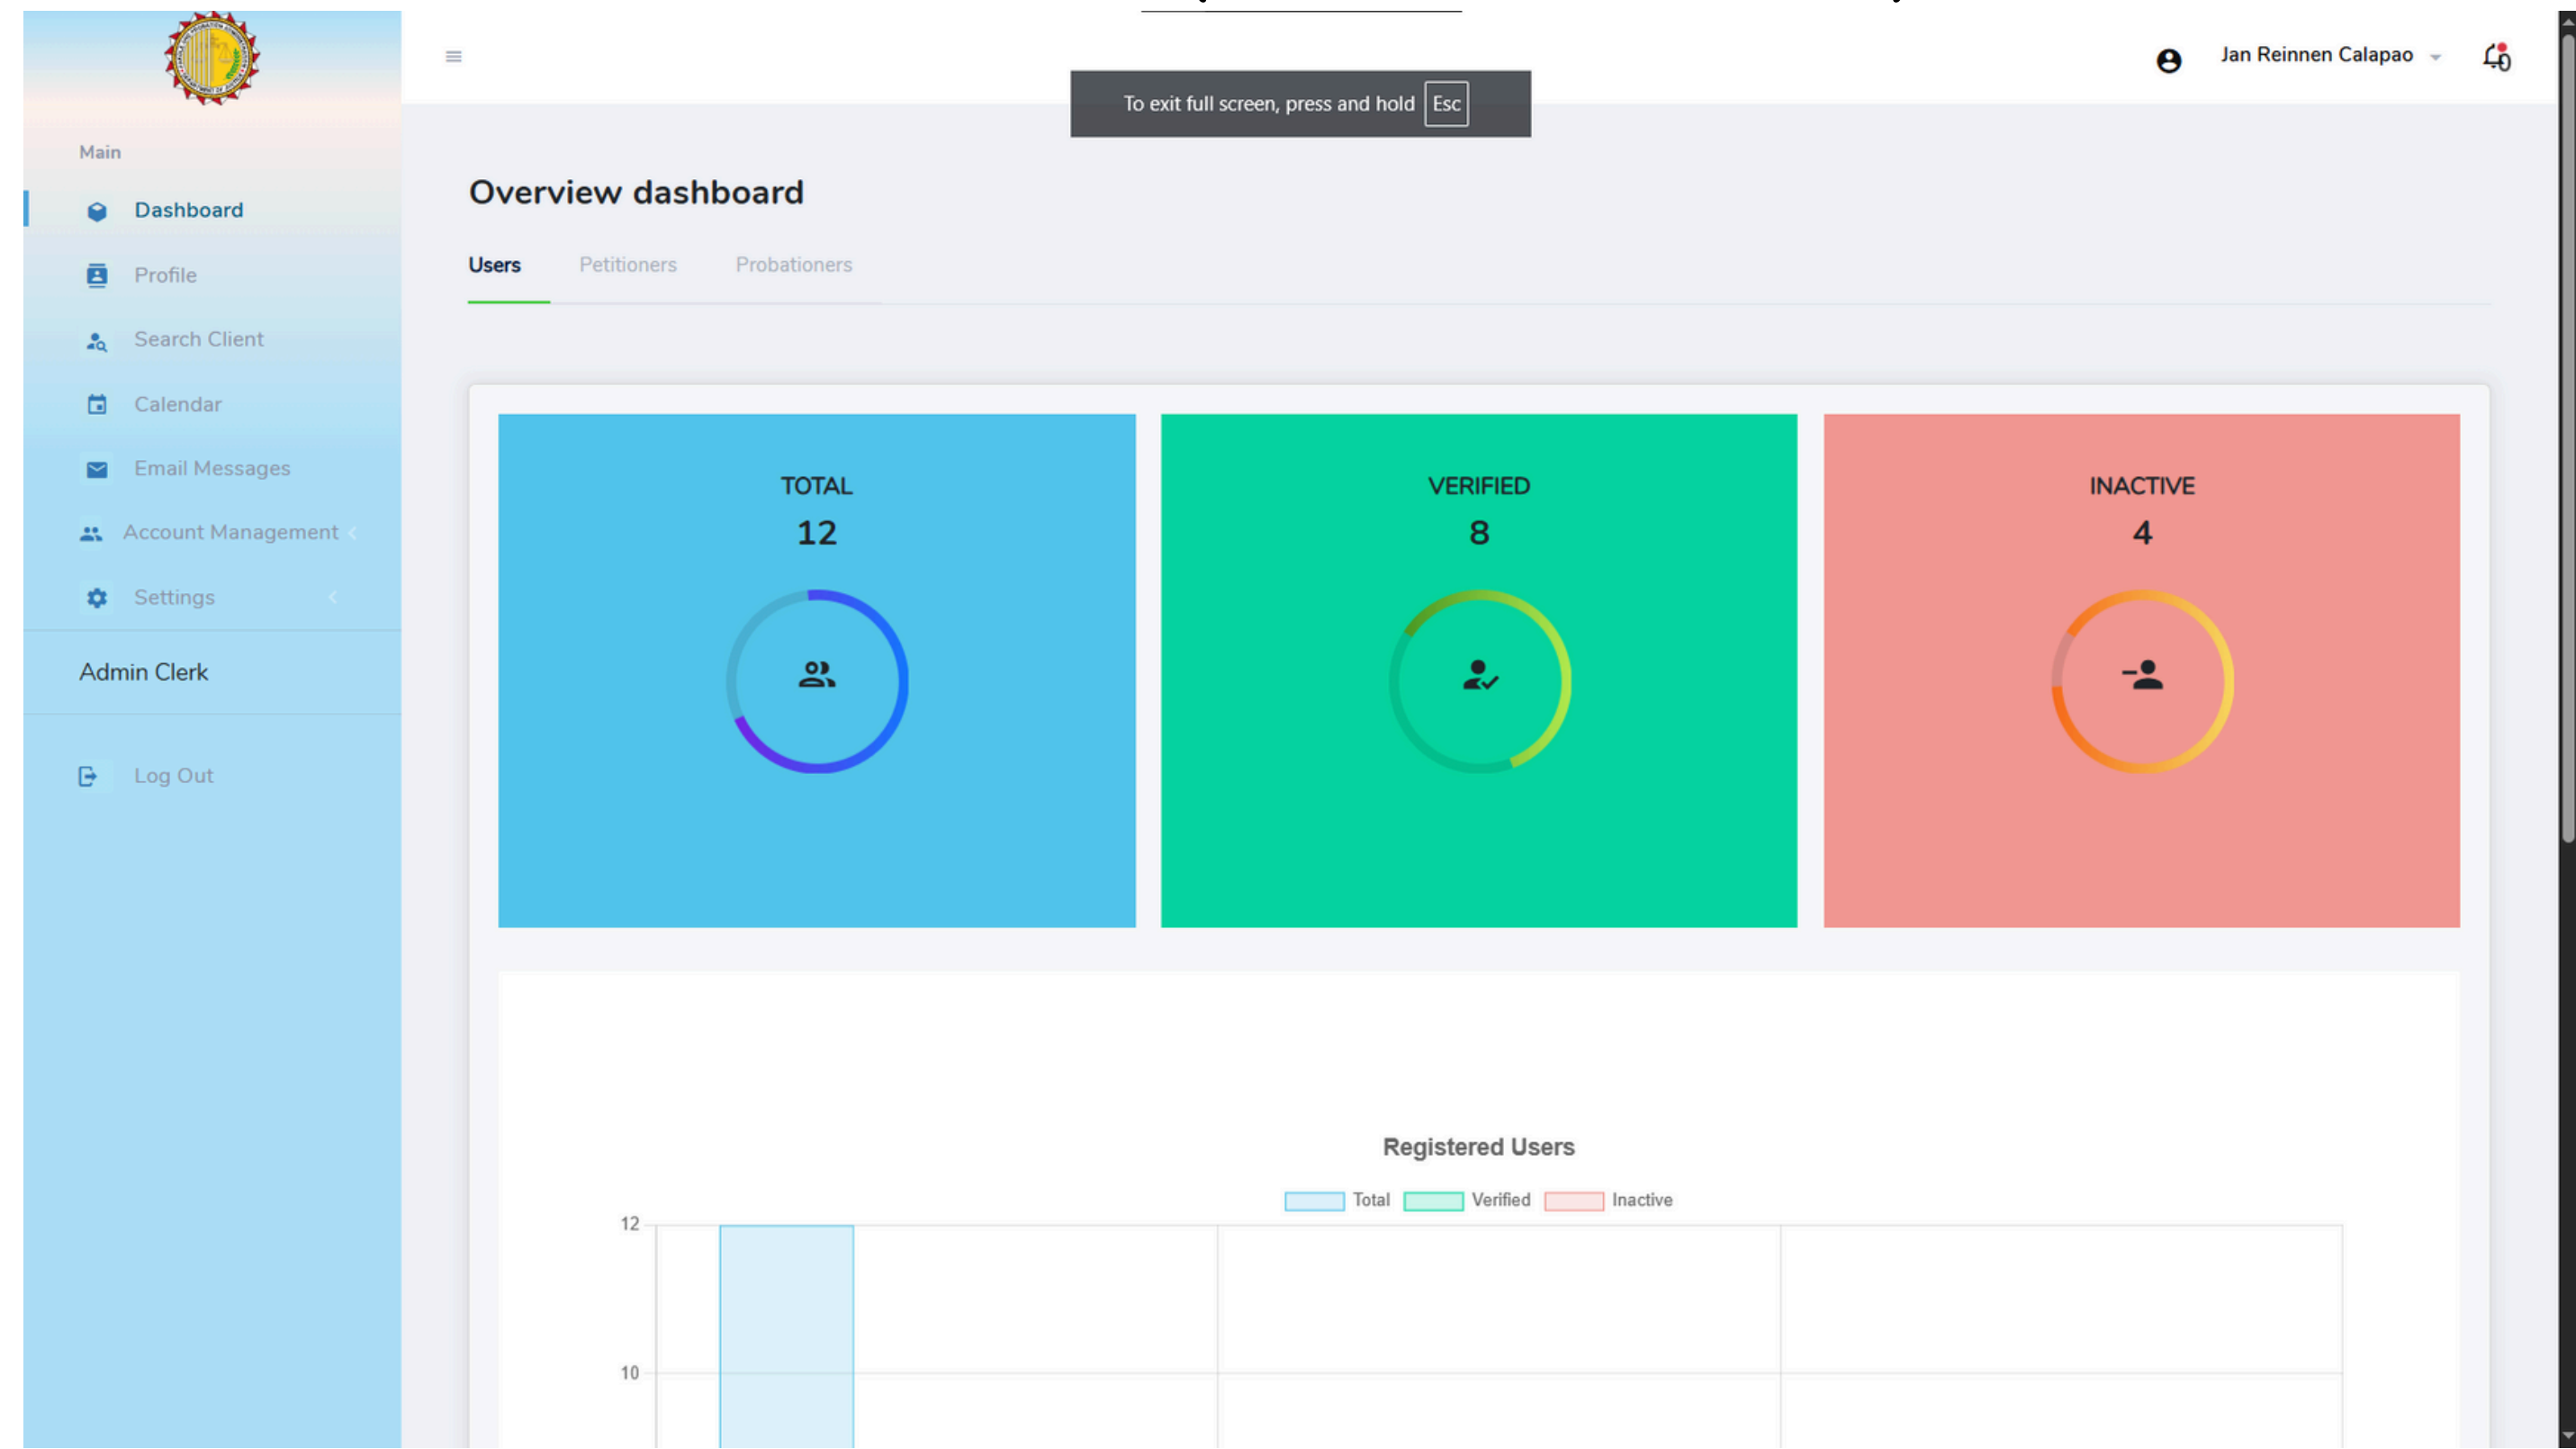 Jan Reinnen Calapao
0
To exit full screen, press and hold Esc
Main
Dashboard
Profile
Search Client
Calendar
Email Messages
Account Management
Settings
Admin Clerk
Log Out
Overview dashboard
Users Petitioners Probationers
TOTAL
12
VERIFIED
8
INACTIVE
4
Registered Users
Total Verified Inactive
12
10